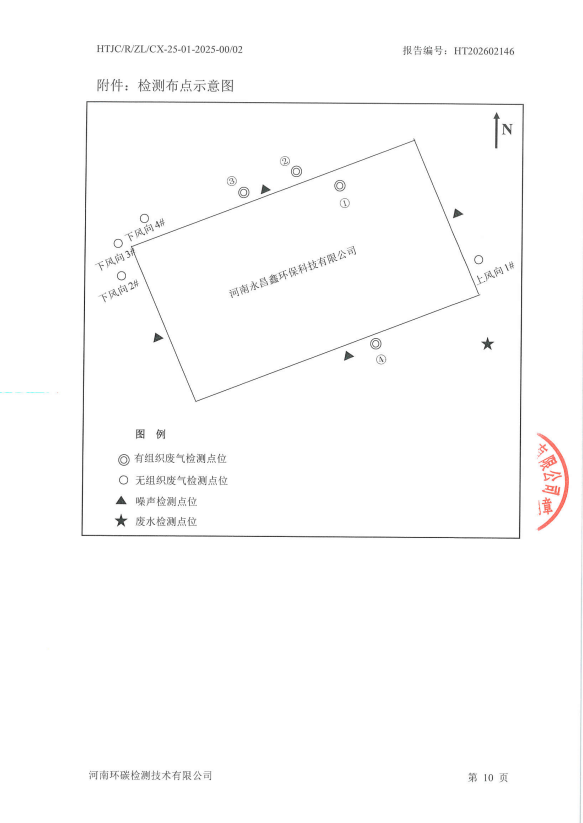 HTJC/R/ZL/CX-25-01-2025-00/02
报告编号：HT202602146
附件：检测布点示意图
N
②
③
①
下风向4#
下风向3#
下风向2#
河南永昌鑫环保科技有限公司
上风向1#
④
图 例
有组织废气检测点位
无组织废气检测点位
噪声检测点位
废水检测点位
有限公司
章
河南环碳检测技术有限公司
第 10 页